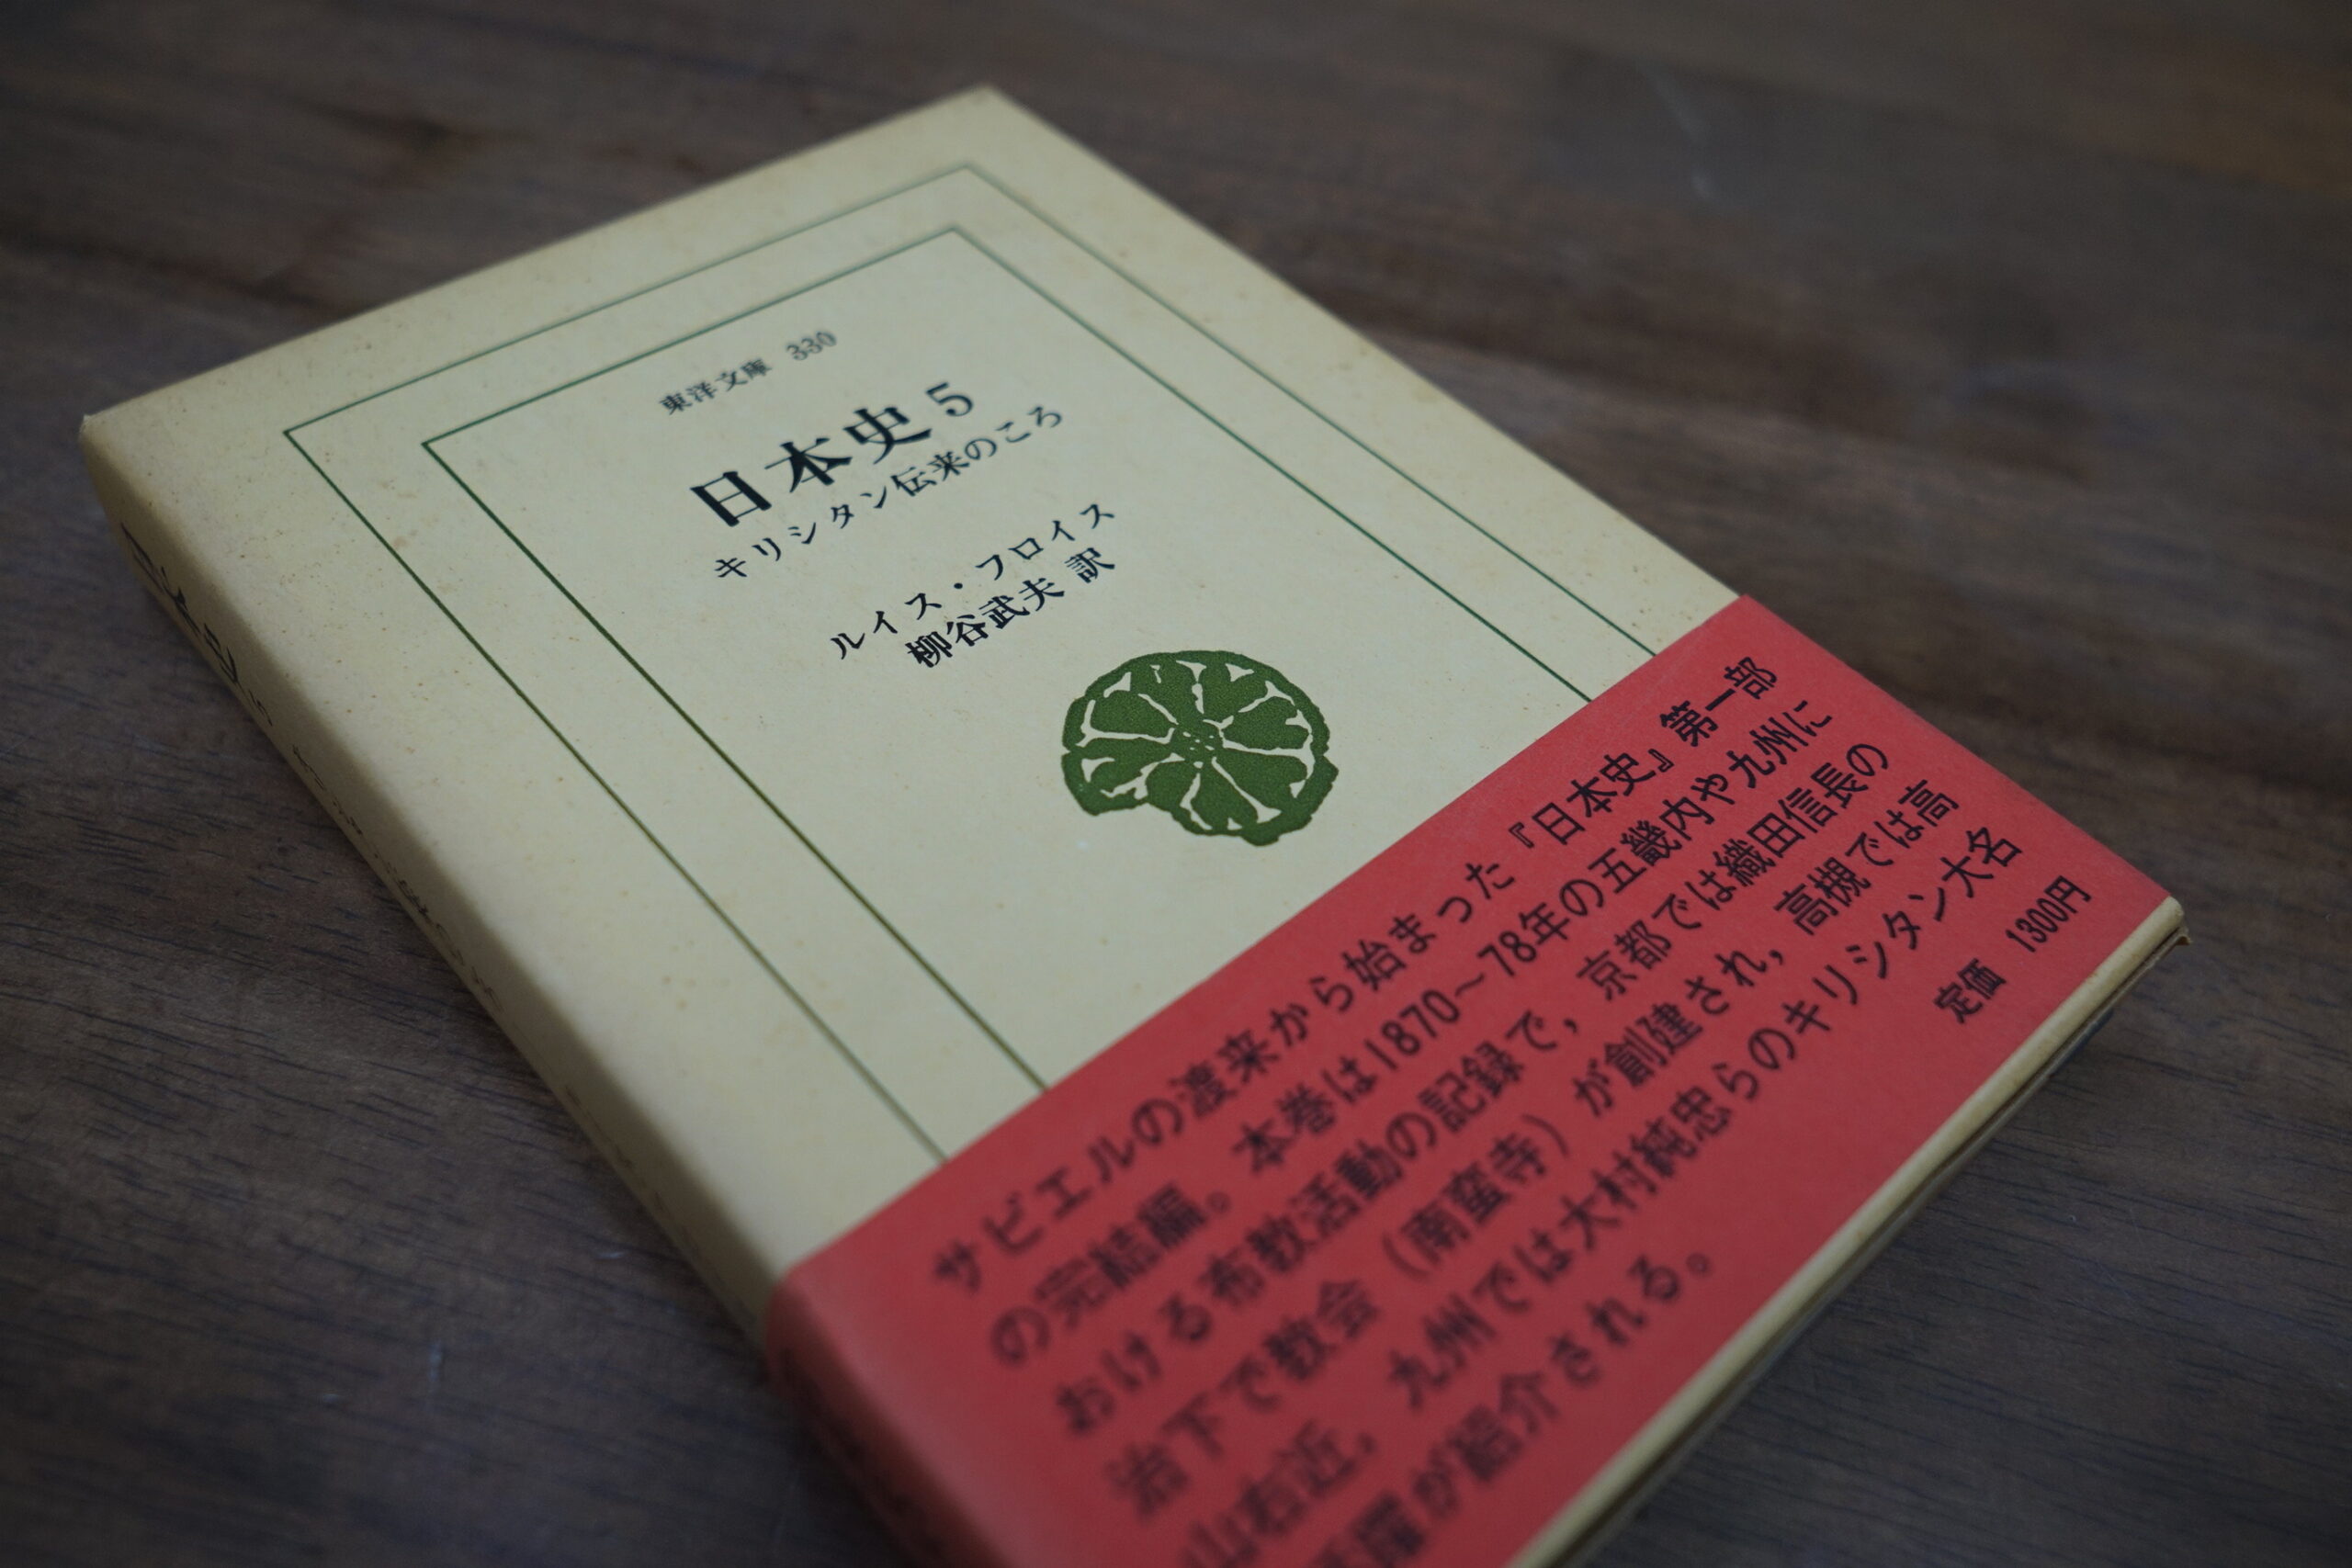 東洋文庫 330
日本史 5
キリシタン伝来のころ
ルイス・フロイス
柳谷武夫 訳
サビエルの渡来から始まった『日本史』第一部
の完結編。本巻は1870〜78年の五畿内や九州に
おける布教活動の記録で，京都では織田信長の
治下で教会（南蛮寺）が創建され，高槻では高
山右近，九州では大村純忠らのキリシタン大名
躍が紹介される。
定価 1300円
日本史 5